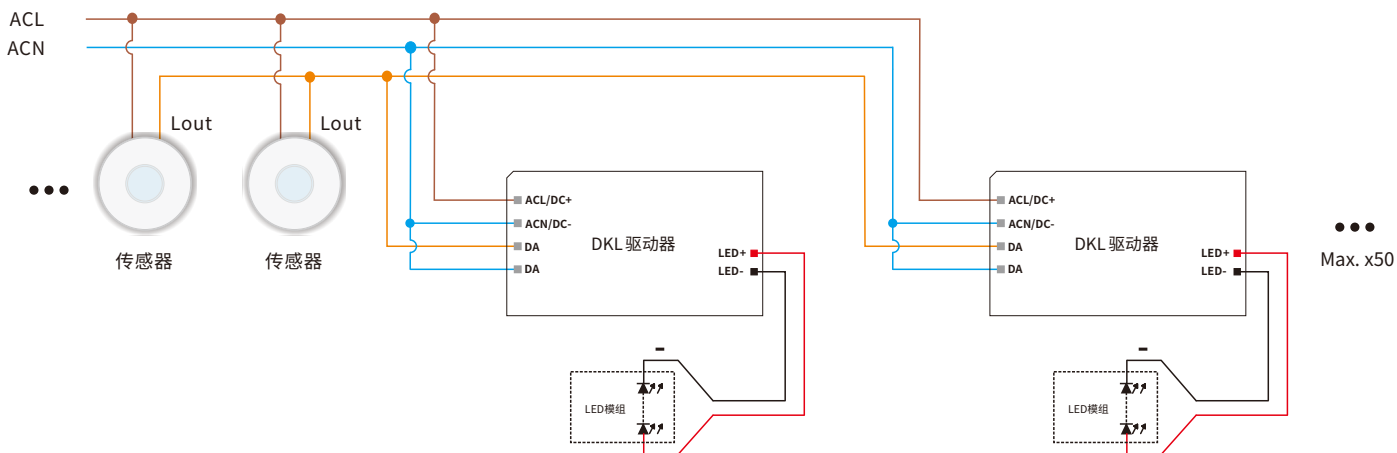 ACL
ACN
Lout
Lout
传感器
传感器
ACL/DC+
ACN/DC-
DA
DA
DKL 驱动器
LED+
LED-
ACL/DC+
ACN/DC-
DA
DA
DKL 驱动器
LED+
LED-
Max. x50
-
LED模组
-
LED模组